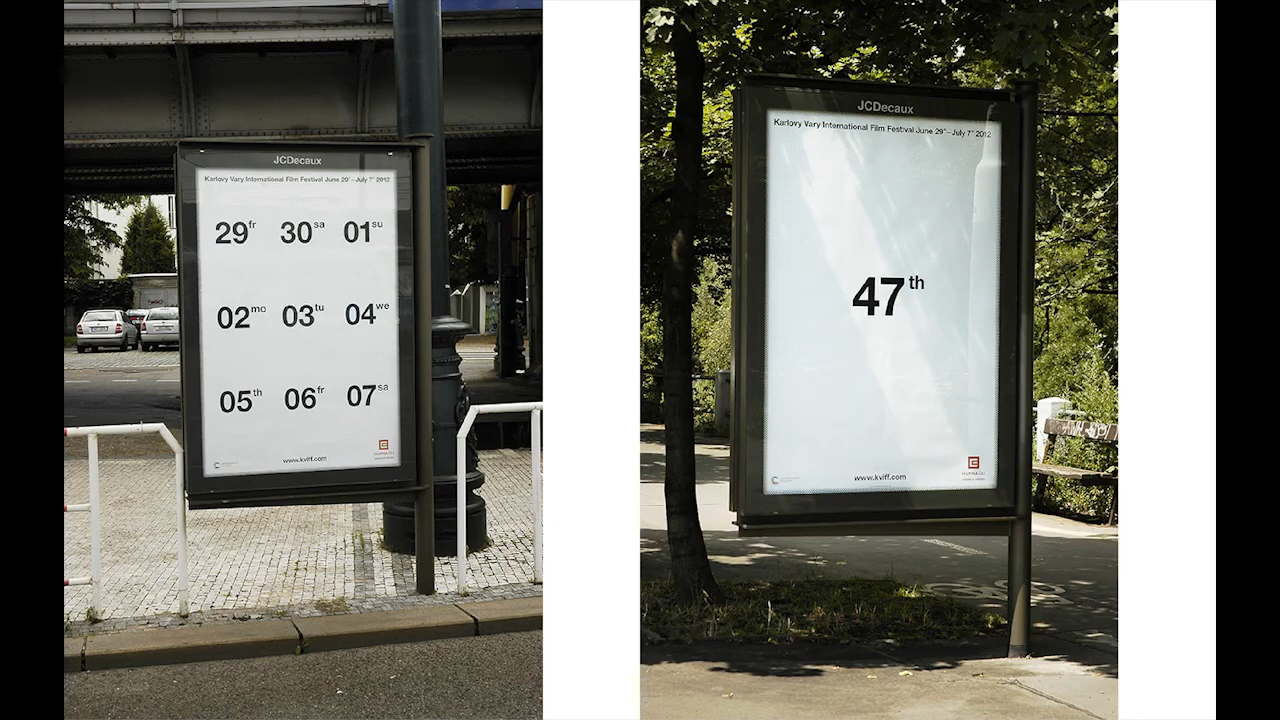 JCDecaux
Karlovy Vary International Film Festival June 29th – July 7th 2012
29fr 30sa 01su
02mo 03tu 04we
05th 06fr 07sa
www.kviff.com
JCDecaux
Karlovy Vary International Film Festival June 29th – July 7th 2012
47th
www.kviff.com